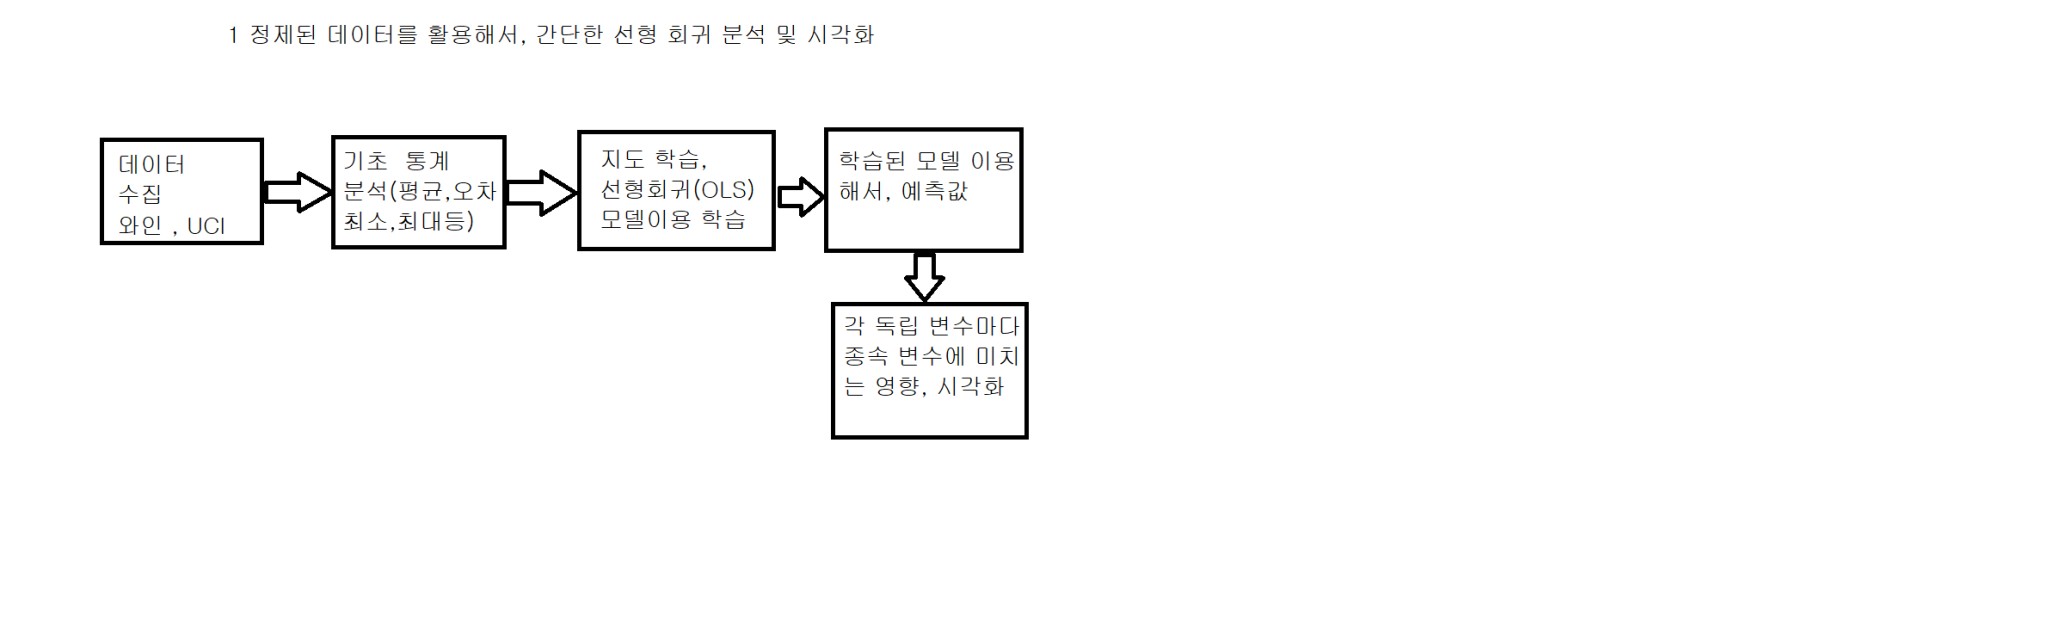 1 정제된 데이터를 활용해서, 간단한 선형 회귀 분석 및 시각화
데이터
수집
와인 , UCI
기초  통계
분석(평균,오차
최소,최대등)
지도 학습,
선형회귀(OLS)
모델이용 학습
학습된 모델 이용
해서, 예측값
각 독립 변수마다
종속 변수에 미치
는 영향, 시각화